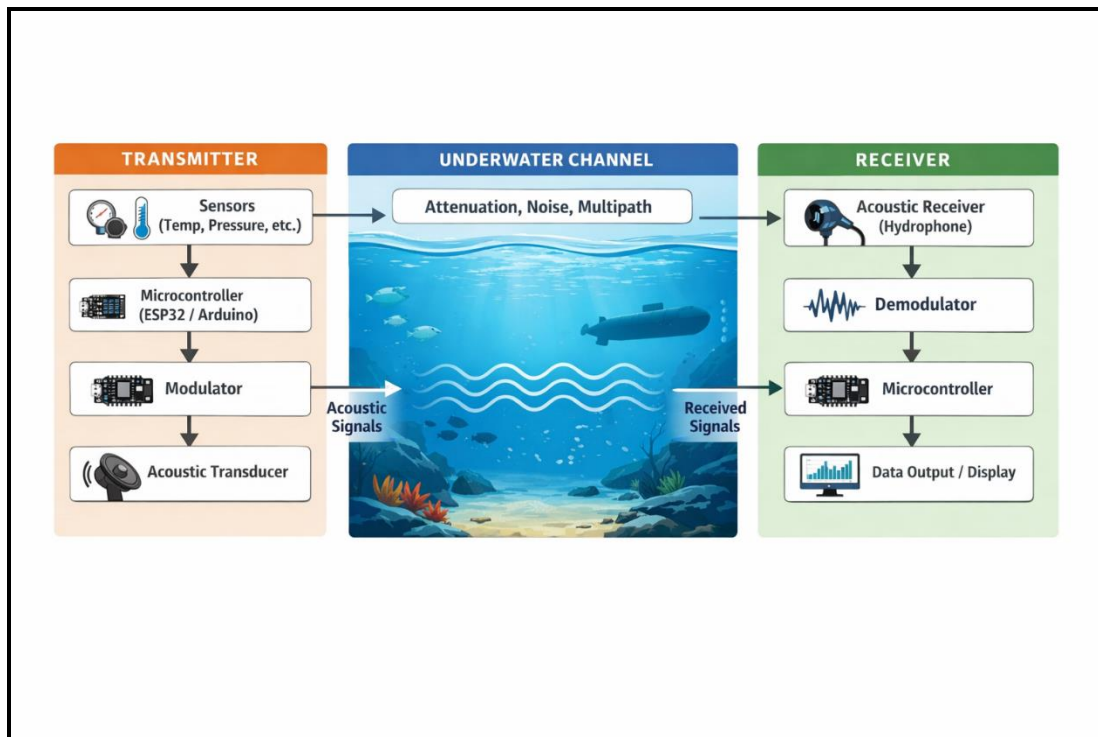 TRANSMITTER
Sensors
(Temp, Pressure, etc.)
Microcontroller
(ESP32 / Arduino)
Modulator
Acoustic Transducer
UNDERWATER CHANNEL
Attenuation, Noise, Multipath
Acoustic
Signals
Received
Signals
RECEIVER
Acoustic Receiver
(Hydrophone)
Demodulator
Microcontroller
Data Output / Display